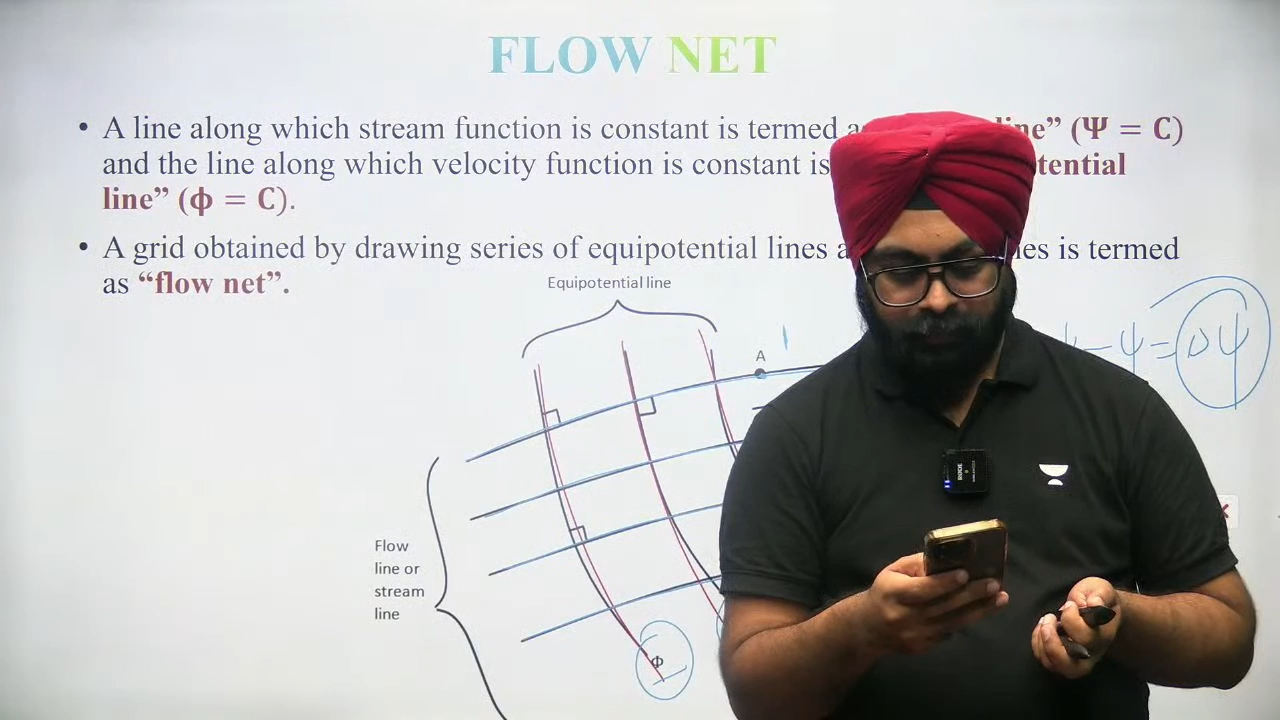 FLOW NET
• A line along which stream function is constant is termed line” (Ψ = C)
and the line along which velocity function is constant is
line” (ϕ = C).
• A grid obtained by drawing series of equipotential lines is termed
as “flow net”.
Equipotential line
A
- Ψ = ΔΨ
Flow
line or
stream
line
Φ
RODE